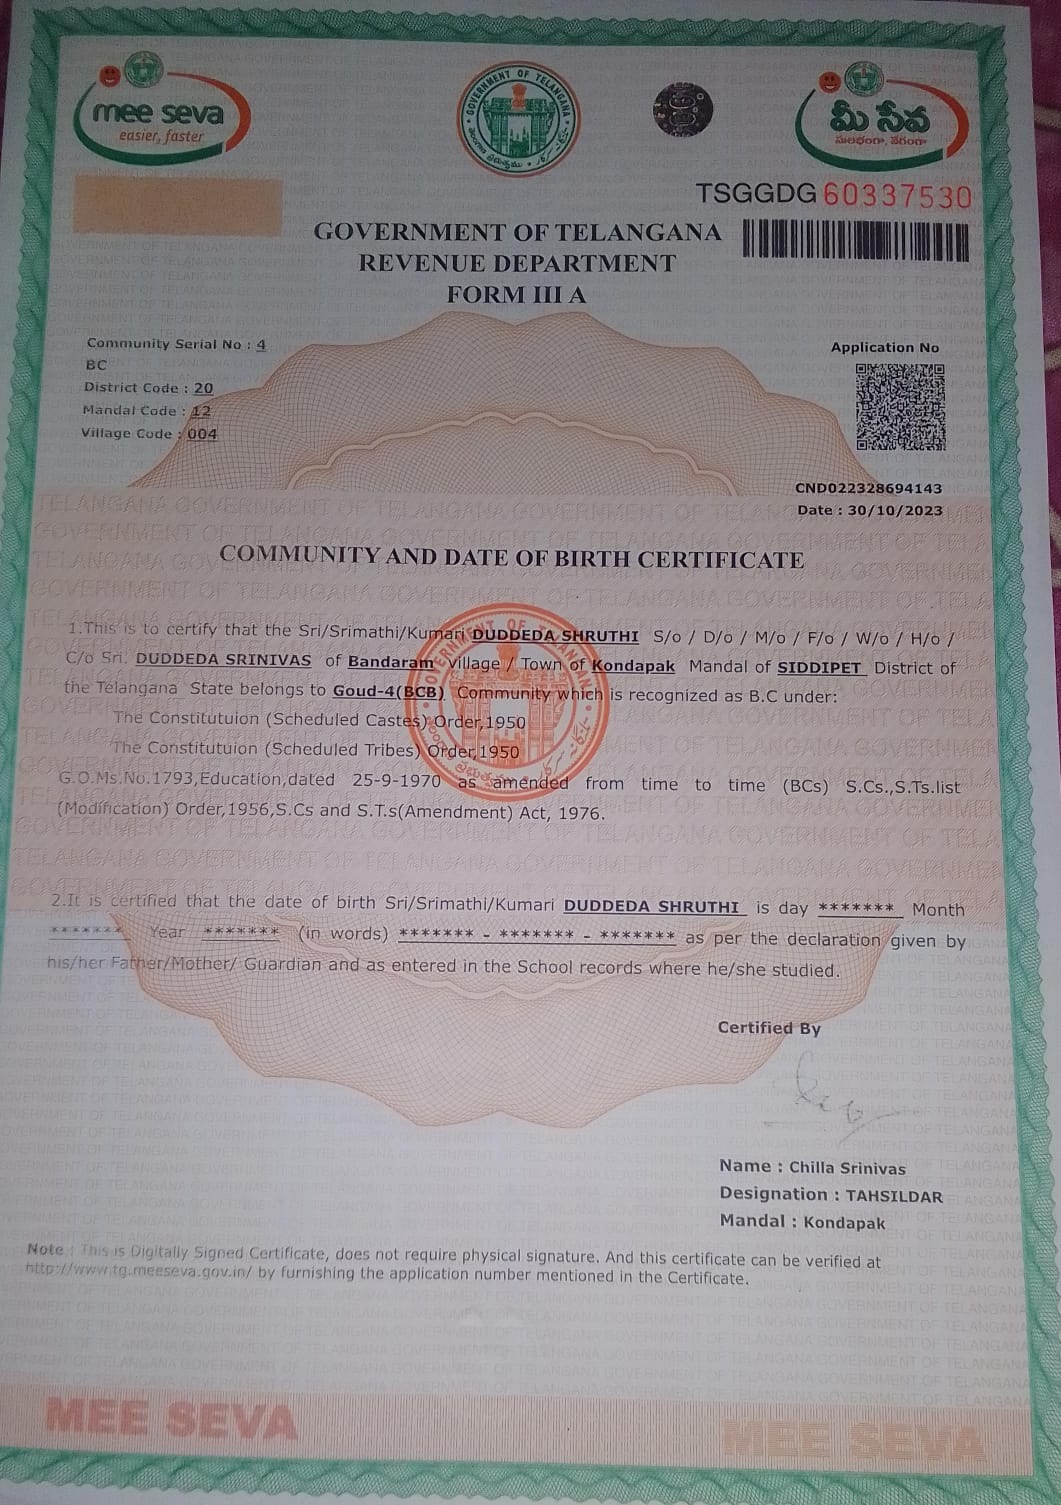 mee seva
easier, faster
GOVERNMENT OF TELANGANA
మీ సేవ
సులభంగా, వేగంగా
TSGGDG 60337530
GOVERNMENT OF TELANGANA
REVENUE DEPARTMENT
FORM III A
Community Serial No : 4
BC
District Code : 20
Mandal Code : 12
Village Code : 004
Application No
CND022328694143
Date : 30/10/2023
COMMUNITY AND DATE OF BIRTH CERTIFICATE
1.This is to certify that the Sri/Srimathi/Kumari DUDDEDA SHRUTHI S/o / D/o / M/o / F/o / W/o / H/o /
C/o Sri. DUDDEDA SRINIVAS of Bandaram Village / Town of Kondapak Mandal of SIDDIPET District of
the Telangana State belongs to Goud-4(BCB) Community which is recognized as B.C under:
The Constitutuion (Scheduled Castes) Order,1950
The Constitutuion (Scheduled Tribes) Order,1950
G.O.Ms.No.1793,Education,dated 25-9-1970 as amended from time to time (BCs) S.Cs.,S.Ts.list
(Modification) Order,1956,S.Cs and S.T.s(Amendment) Act, 1976.
2.It is certified that the date of birth Sri/Srimathi/Kumari DUDDEDA SHRUTHI is day ******* Month
******* Year ******* (in words) ******* - ******* - ******* as per the declaration given by
his/her Father/Mother/ Guardian and as entered in the School records where he/she studied.
Certified By
Name : Chilla Srinivas
Designation : TAHSILDAR
Mandal : Kondapak
Note : This is Digitally Signed Certificate, does not require physical signature. And this certificate can be verified at
http://www.tg.meeseva.gov.in/ by furnishing the application number mentioned in the Certificate.
MEE SEVA
MEE SEVA